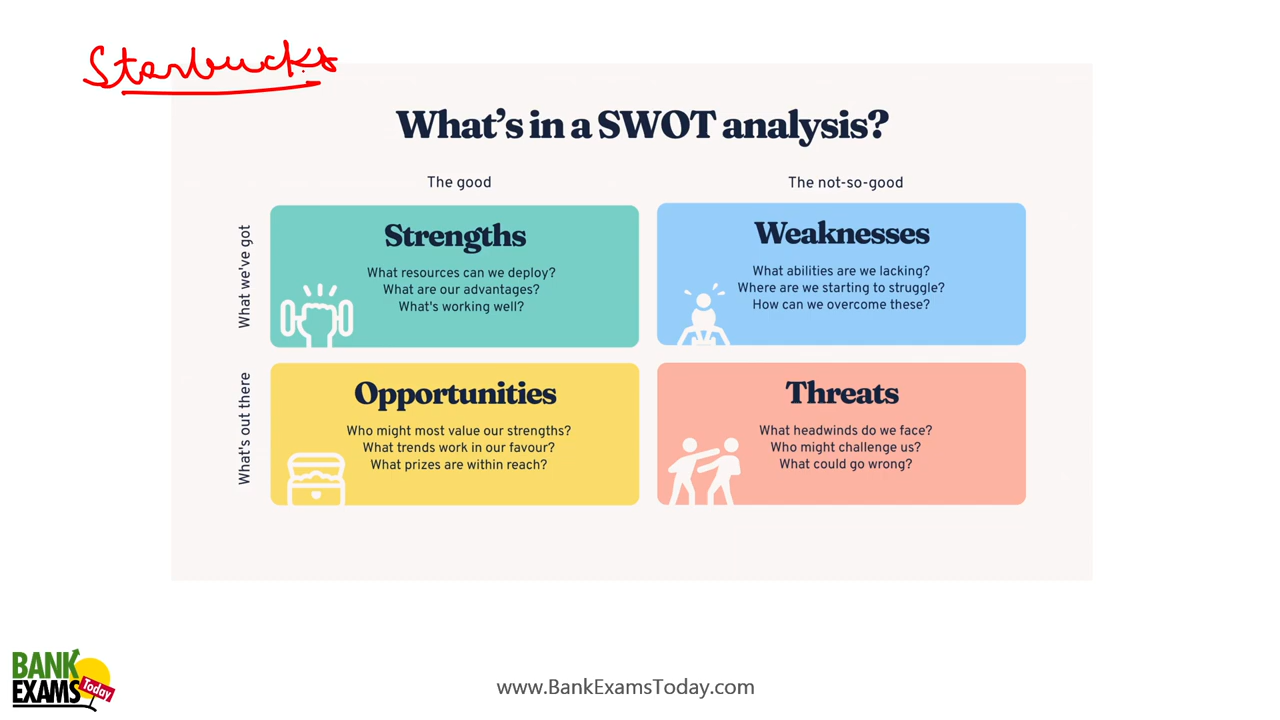 Starbucks
What's in a SWOT analysis?
The good
The not-so-good
What we've got
Strengths
What resources can we deploy?
What are our advantages?
What's working well?
Weaknesses
What abilities are we lacking?
Where are we starting to struggle?
How can we overcome these?
What's out there
Opportunities
Who might most value our strengths?
What trends work in our favour?
What prizes are within reach?
Threats
What headwinds do we face?
Who might challenge us?
What could go wrong?
BANK
EXAMS
Today
www.BankExamsToday.com